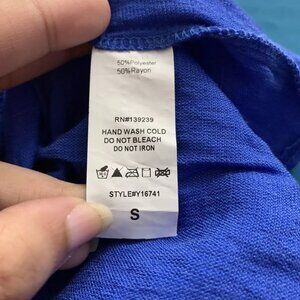 50%Polyester
50%Rayon
RN#139239
HAND WASH COLD
DO NOT BLEACH
DO NOT IRON
STYLE#Y16741
S